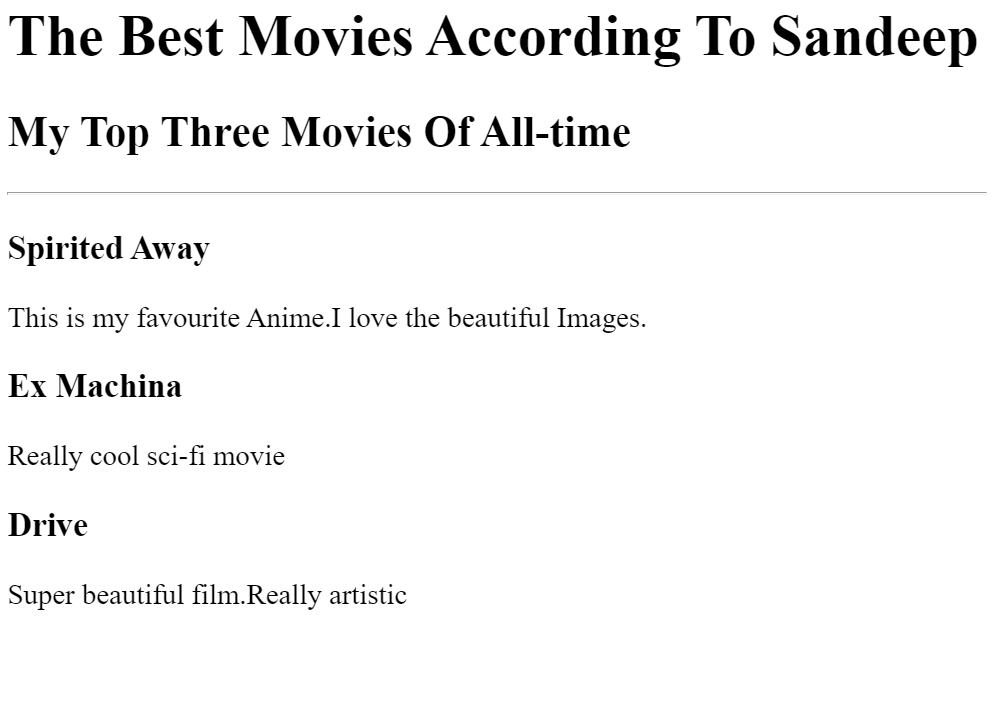 The Best Movies According To Sandeep
My Top Three Movies Of All-time
Spirited Away
This is my favourite Anime.I love the beautiful Images.
Ex Machina
Really cool sci-fi movie
Drive
Super beautiful film.Really artistic